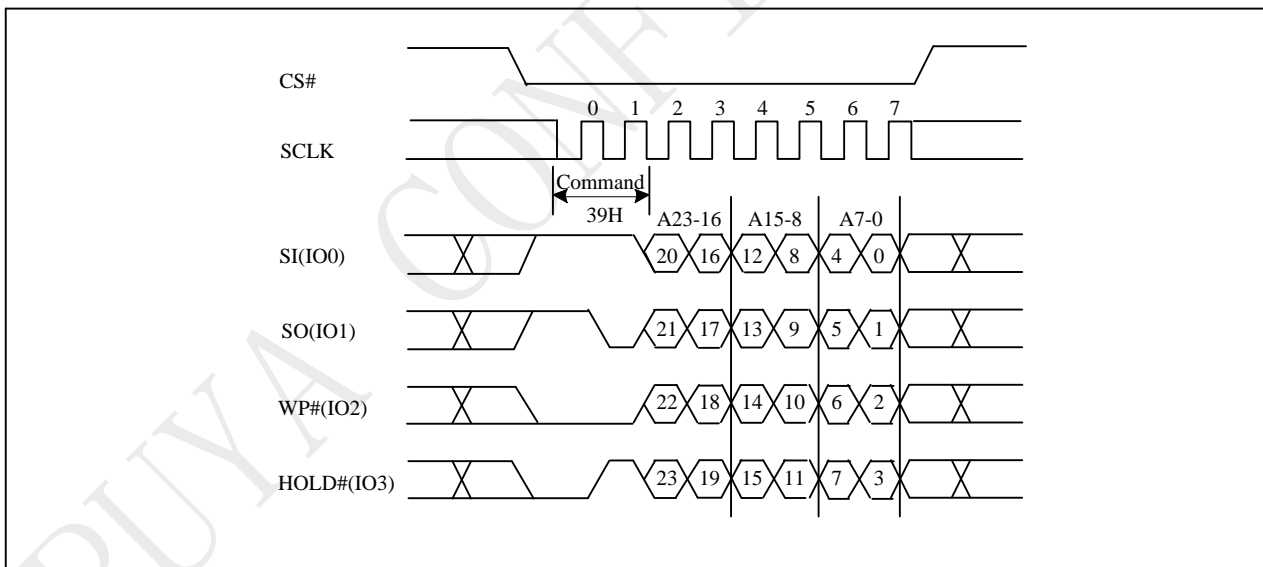 CS#
0 1 2 3 4 5 6 7
SCLK
Command
39H
A23-16 A15-8 A7-0
SI(IO0) 20 16 12 8 4 0
SO(IO1) 21 17 13 9 5 1
WP#(IO2) 22 18 14 10 6 2
HOLD#(IO3) 23 19 15 11 7 3
PUYA CONF